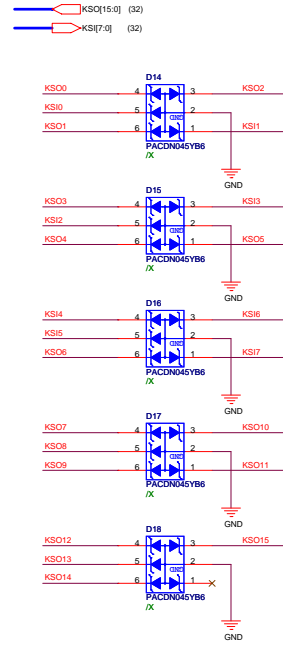 KSO[15:0] (32)
KSI[7:0] (32)
D14
KSO0 4 3 KSO2
KSI0 5 GND 2
KSO1 6 1 KSI1
PACDN045YB6
/X
GND
D15
KSO3 4 3 KSI3
KSI2 5 GND 2
KSO4 6 1 KSO5
PACDN045YB6
/X
GND
D16
KSI4 4 3 KSI6
KSI5 5 GND 2
KSO6 6 1 KSI7
PACDN045YB6
/X
GND
D17
KSO7 4 3 KSO10
KSO8 5 GND 2
KSO9 6 1 KSO11
PACDN045YB6
/X
GND
D18
KSO12 4 3 KSO15
KSO13 5 GND 2
KSO14 6 1
PACDN045YB6
/X
GND